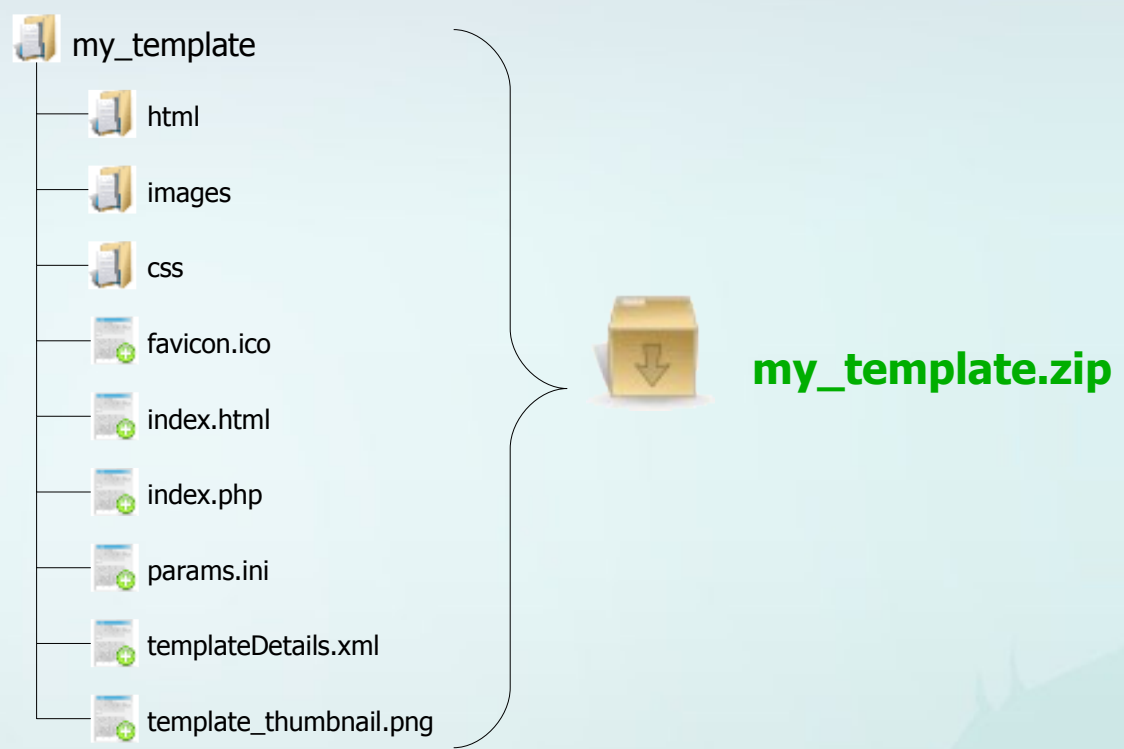 my_template
html
images
css
favicon.ico
index.html
index.php
params.ini
templateDetails.xml
template_thumbnail.png
my_template.zip